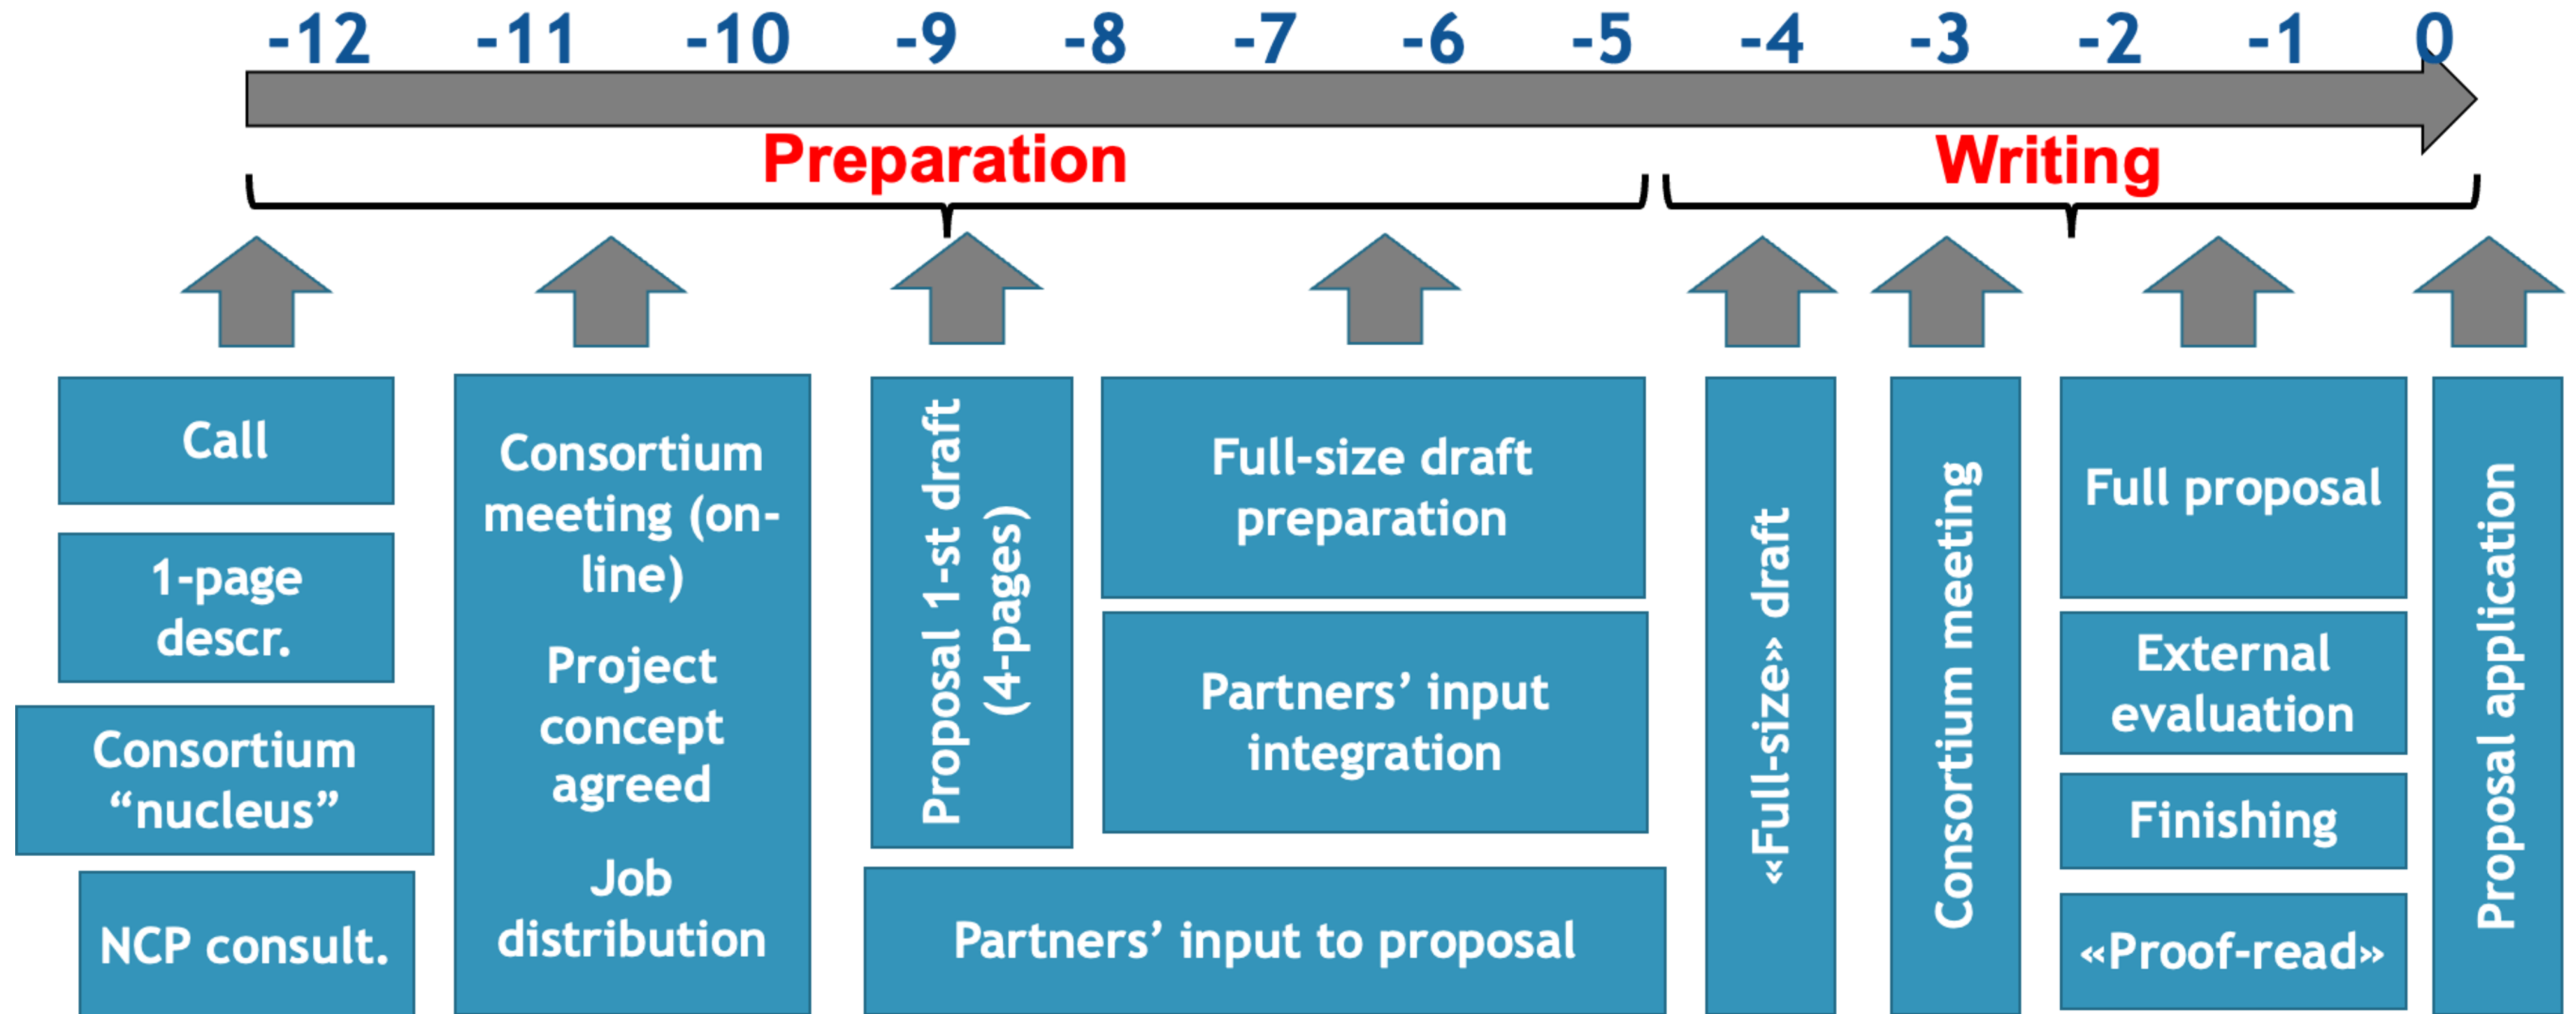 -12 -11 -10 -9 -8 -7 -6 -5 -4 -3 -2 -1 0
Preparation
Writing
Call
1-page
descr.
Consortium
“nucleus”
NCP consult.
Consortium
meeting (on-
line)
Project
concept
agreed
Job
distribution
Proposal 1-st draft
(4-pages)
Full-size draft
preparation
Partners’ input
integration
Partners’ input to proposal
«Full-size» draft
Consortium meeting
Full proposal
External
evaluation
Finishing
«Proof-read»
Proposal application